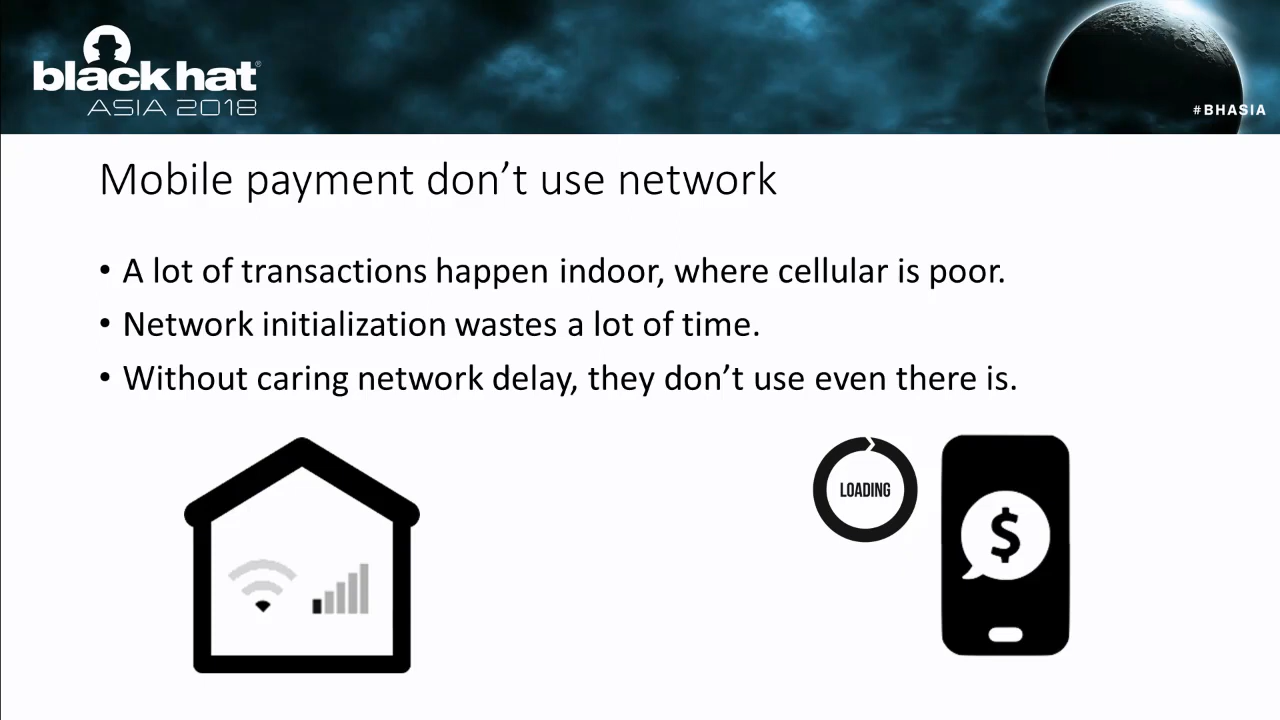 black hat®
ASIA 2018
#BHASIA
Mobile payment don’t use network
• A lot of transactions happen indoor, where cellular is poor.
• Network initialization wastes a lot of time.
• Without caring network delay, they don’t use even there is.
LOADING
$